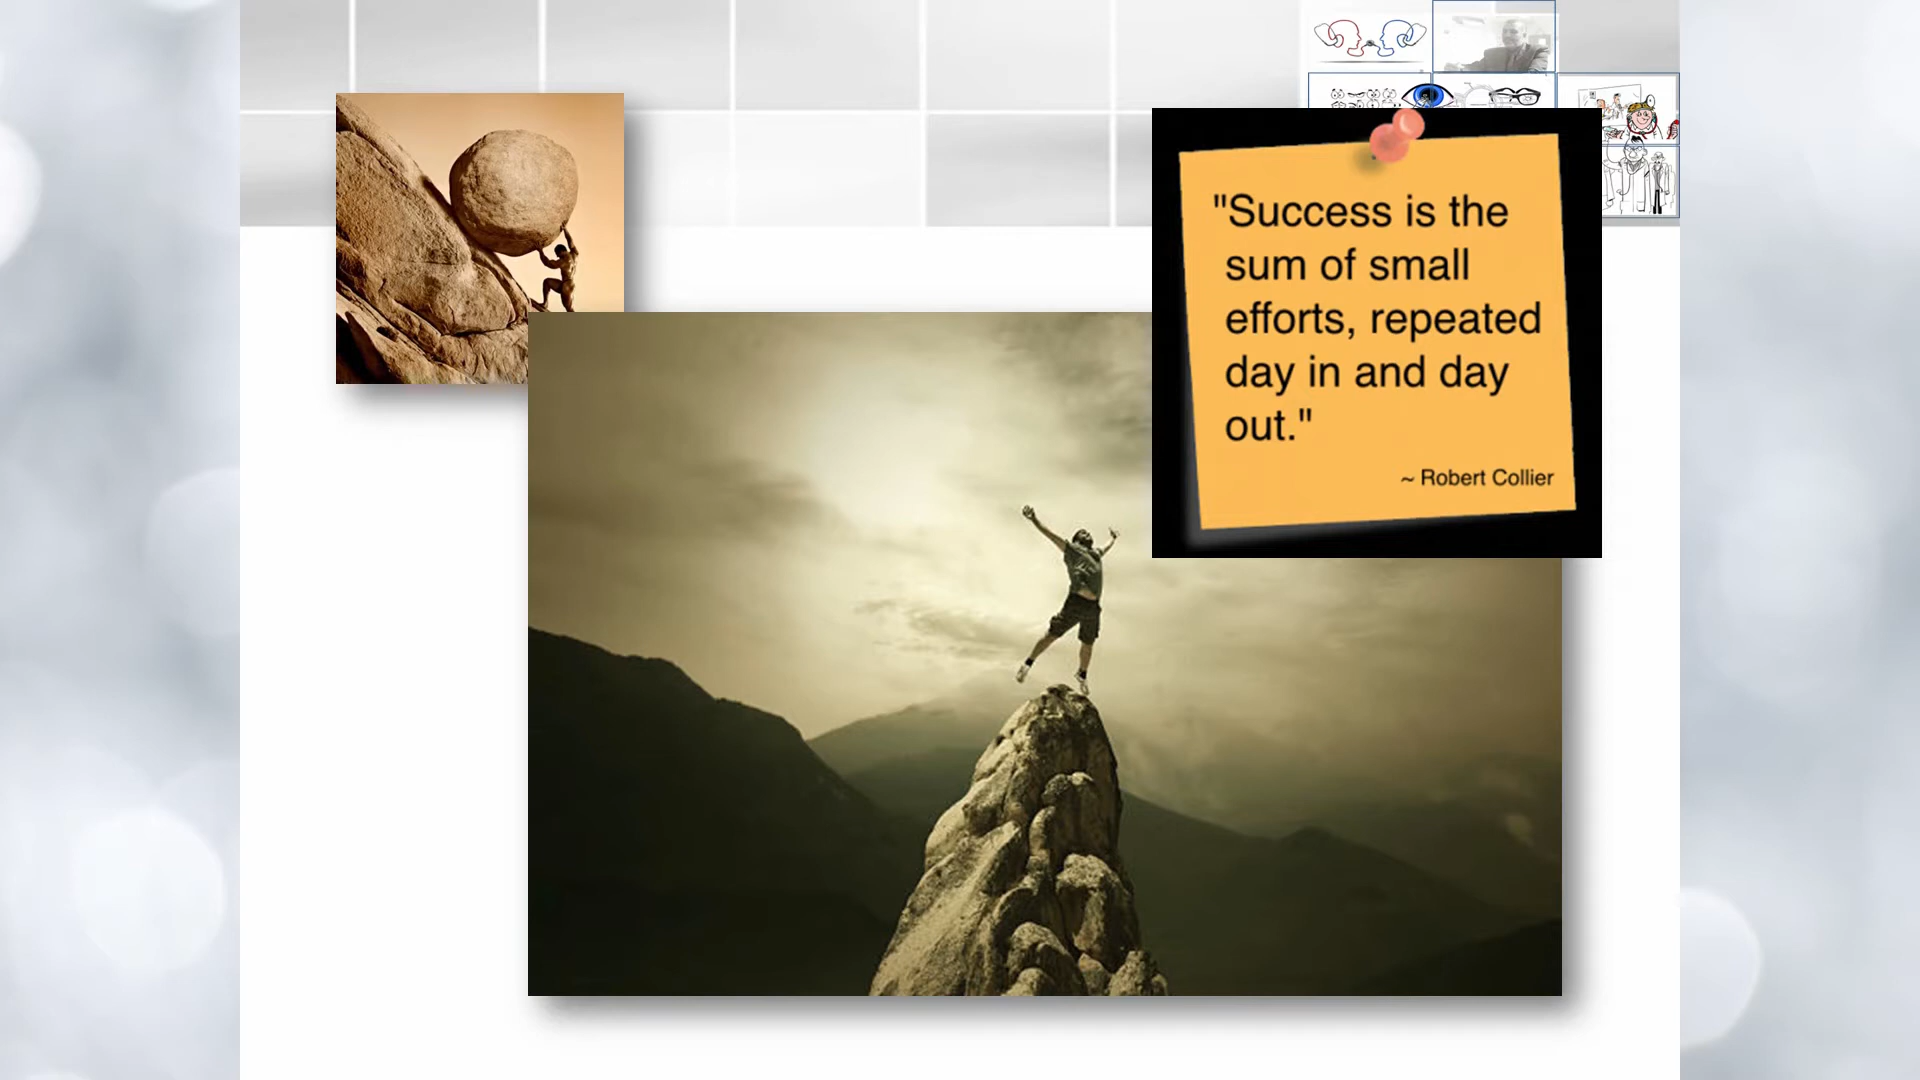 "Success is the
sum of small
efforts, repeated
day in and day
out."
~ Robert Collier